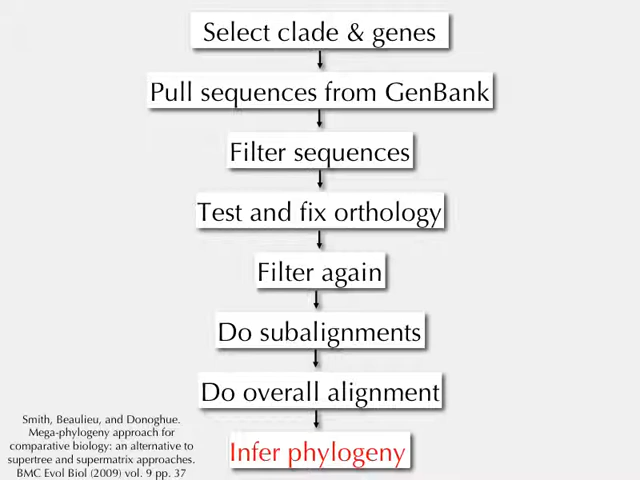 Select clade & genes
Pull sequences from GenBank
Filter sequences
Test and fix orthology
Filter again
Do subalignments
Do overall alignment
Infer phylogeny
Smith, Beaulieu, and Donoghue.
Mega-phylogeny approach for
comparative biology: an alternative to
supertree and supermatrix approaches.
BMC Evol Biol (2009) vol. 9 pp. 37